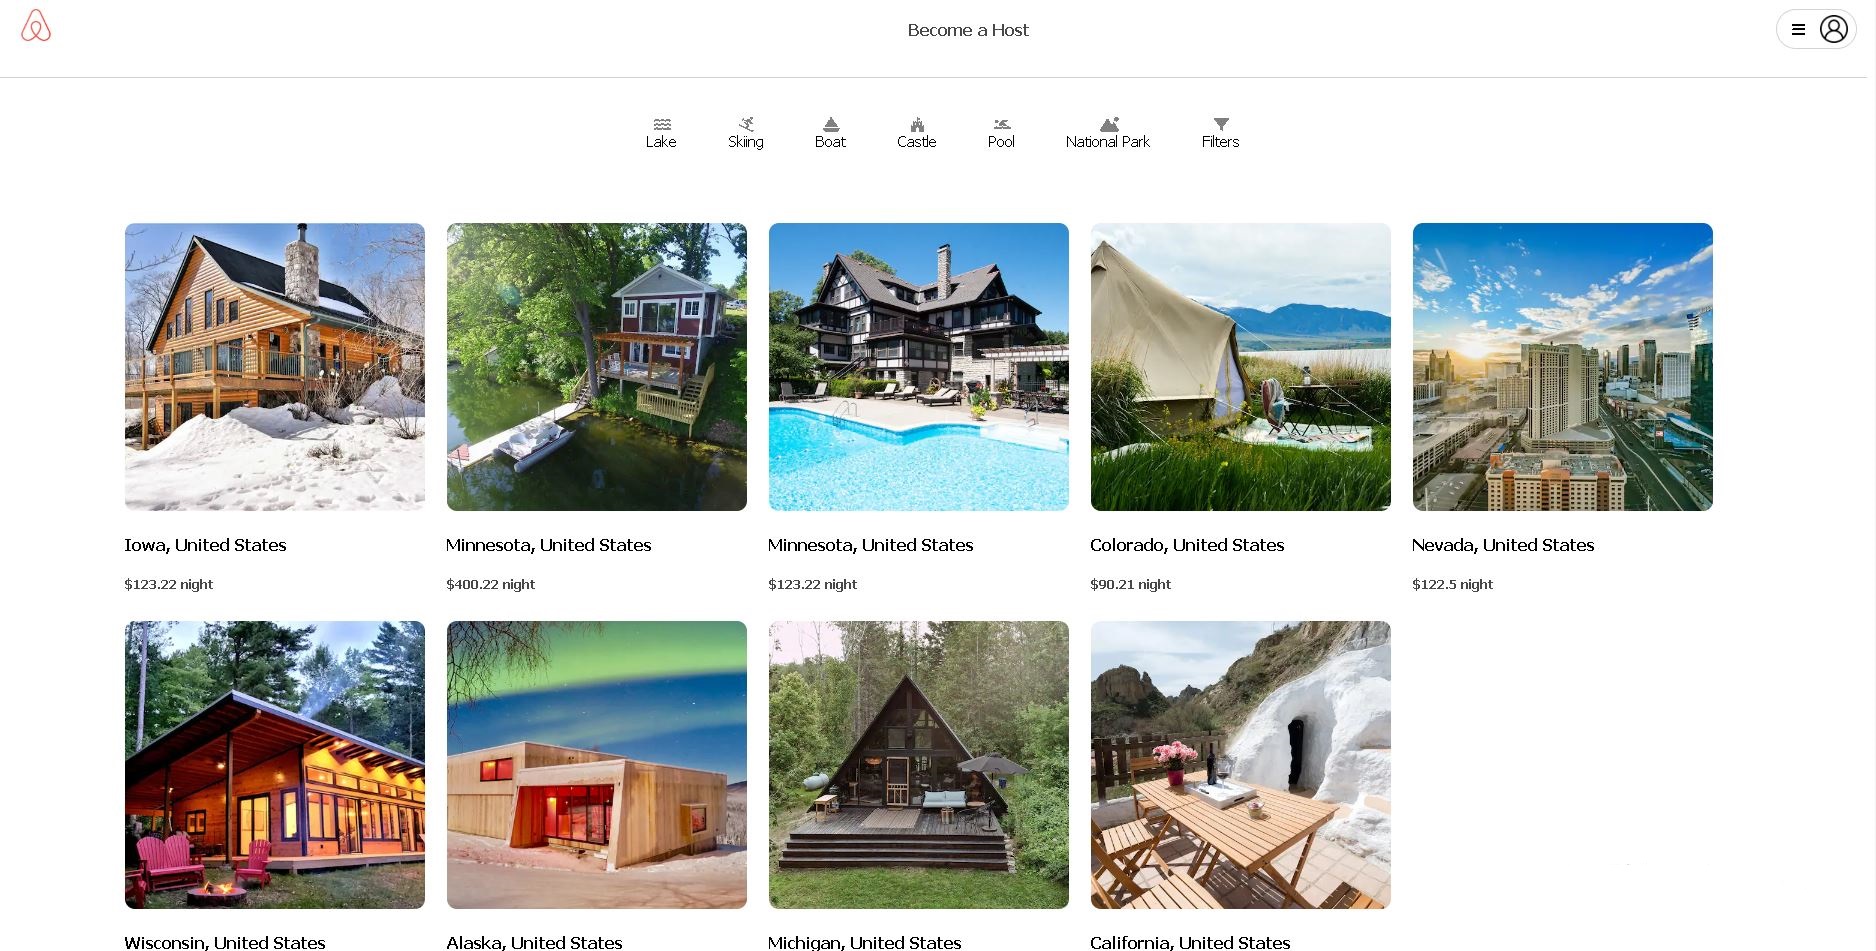 Become a Host
Lake
Skiing
Boat
Castle
Pool
National Park
Filters
Iowa, United States
Minnesota, United States
Minnesota, United States
Colorado, United States
Nevada, United States
$123.22 night
$400.22 night
$123.22 night
$90.21 night
$122.5 night
Wisconsin, United States
Alaska, United States
Michigan, United States
California, United States